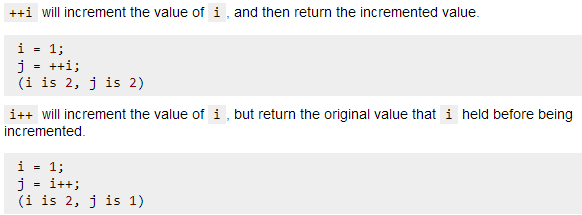 ++i will increment the value of i, and then return the incremented value.
i = 1;
j = ++i;
(i is 2, j is 2)
i++ will increment the value of i, but return the original value that i held before being
incremented.
i = 1;
j = i++;
(i is 2, j is 1)